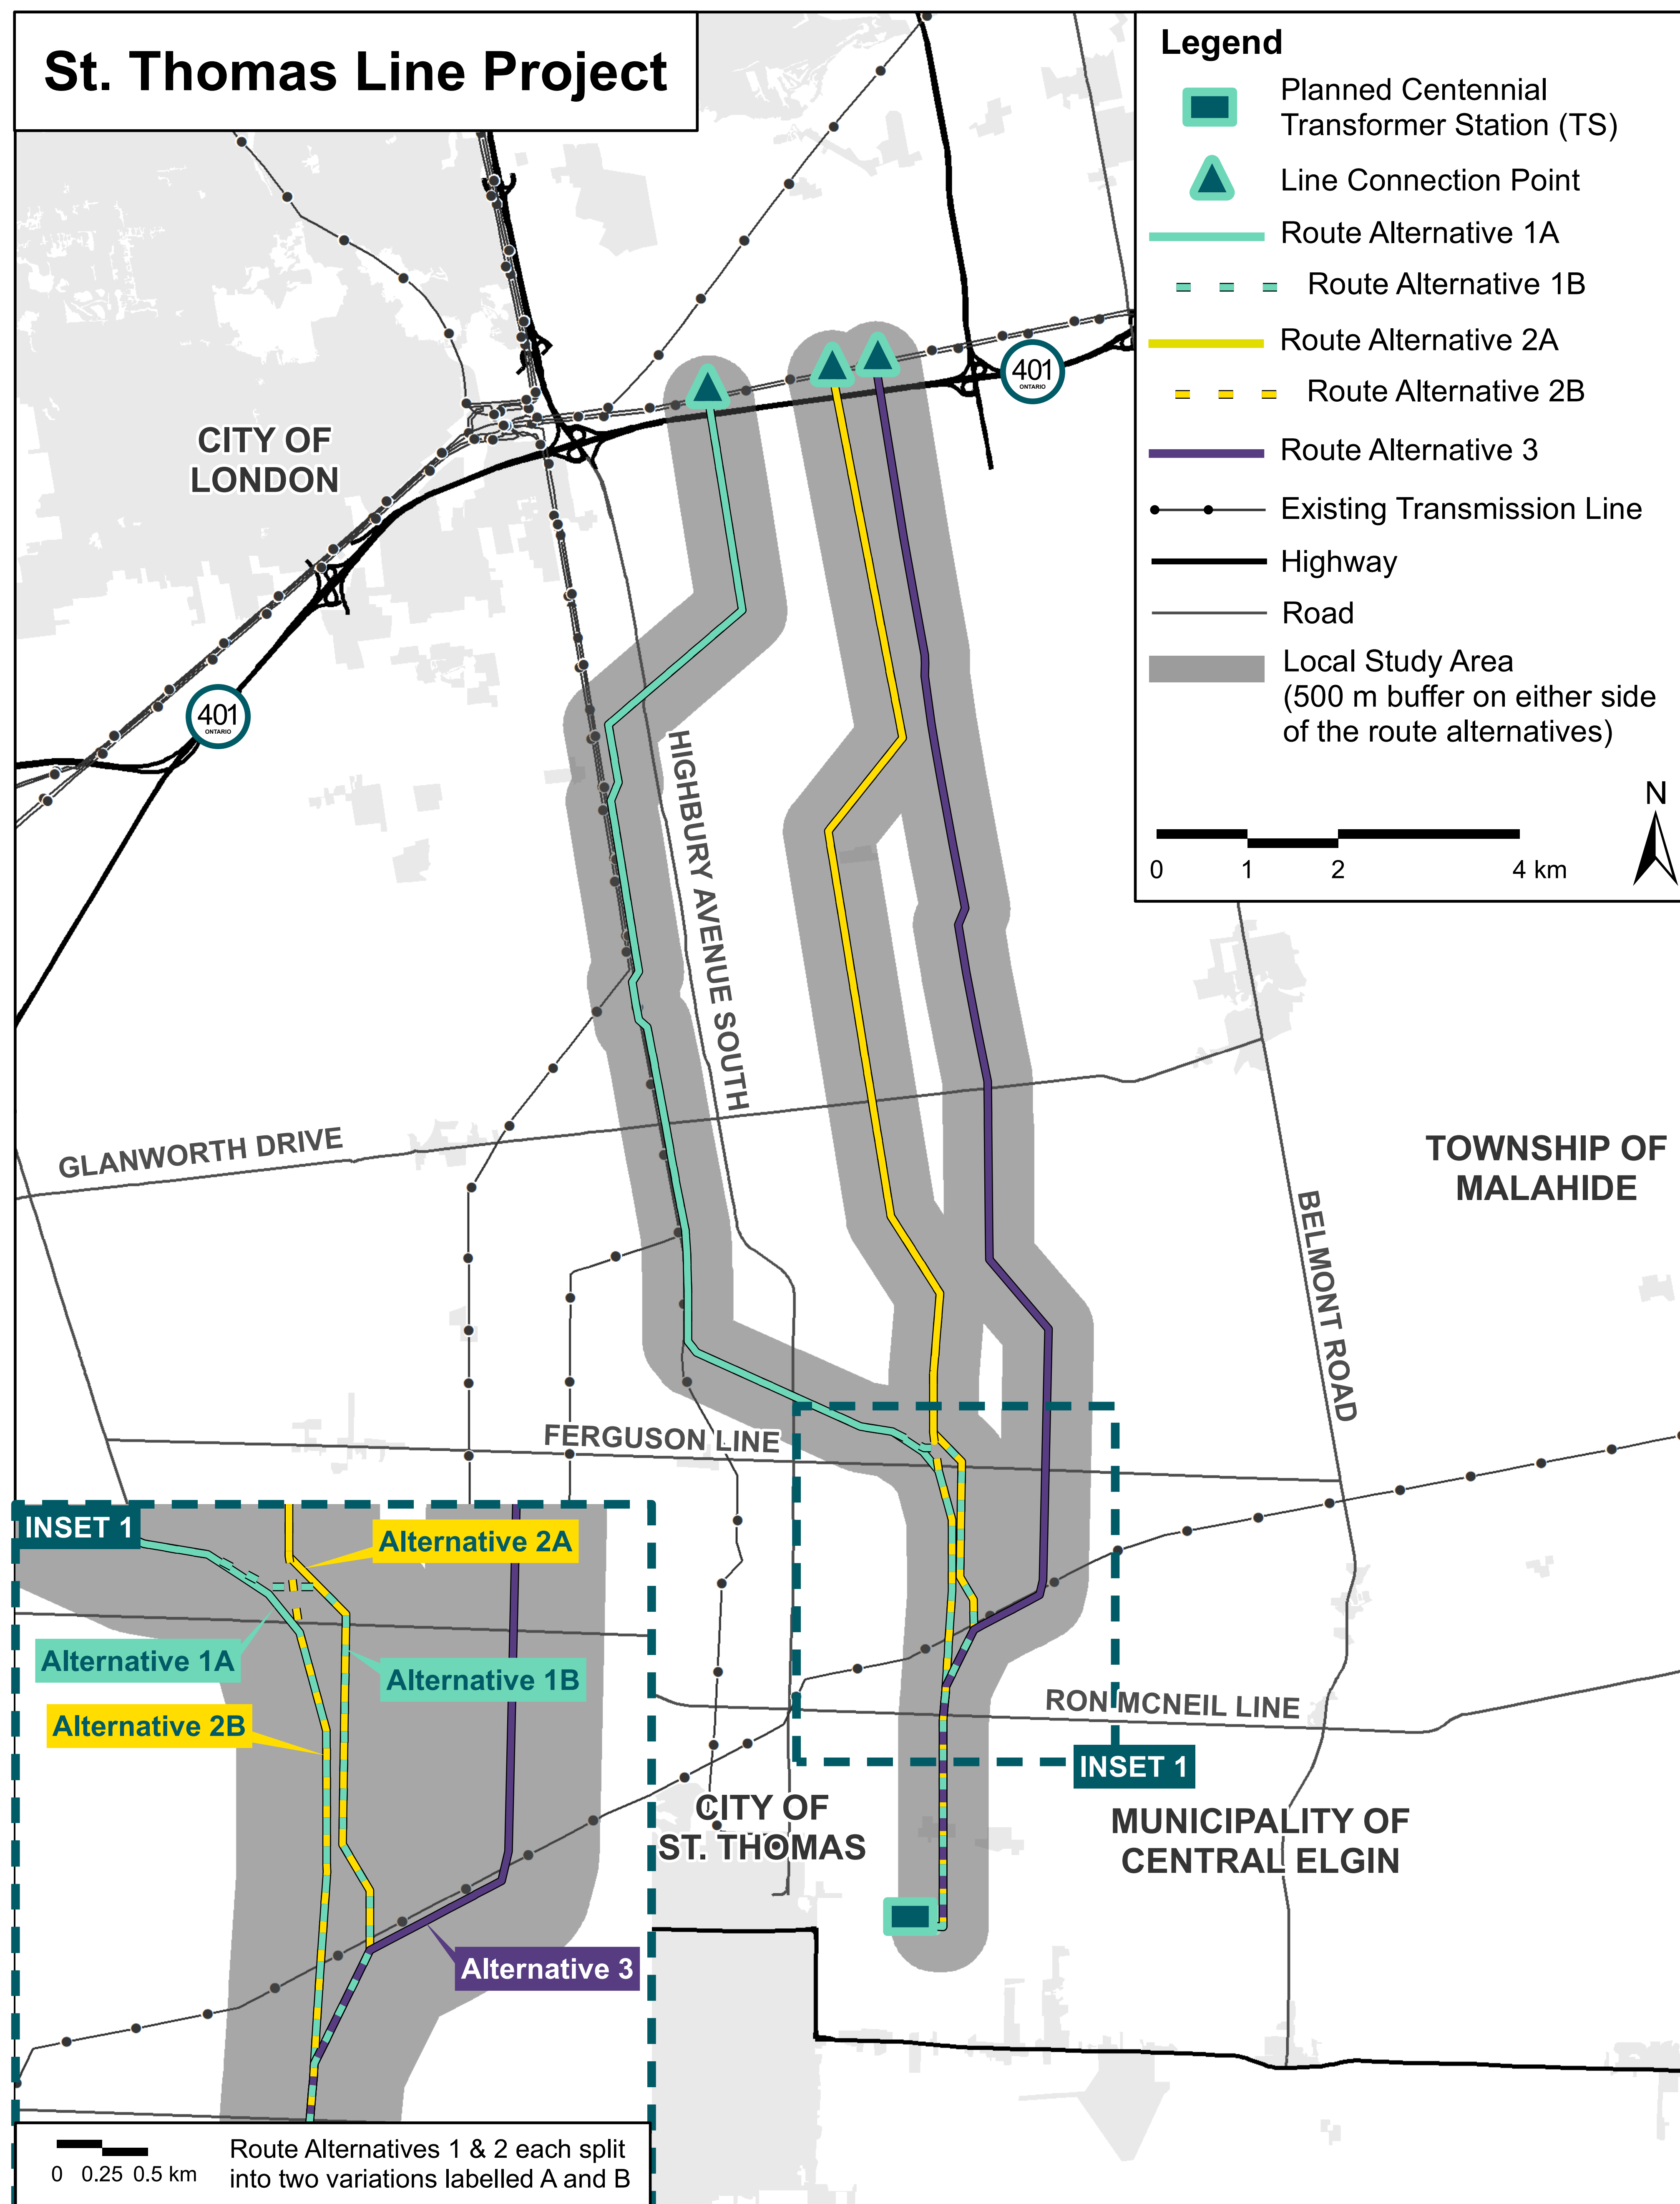 St. Thomas Line Project
Legend
Planned Centennial
Transformer Station (TS)
Line Connection Point
Route Alternative 1A
Route Alternative 1B
Route Alternative 2A
Route Alternative 2B
Route Alternative 3
Existing Transmission Line
Highway
Road
Local Study Area
(500 m buffer on either side
of the route alternatives)
N
0 1 2 4 km
401
ONTARIO
CITY OF
LONDON
401
ONTARIO
HIGHBURY AVENUE SOUTH
GLANWORTH DRIVE
TOWNSHIP OF
MALAHIDE
BELMONT ROAD
FERGUSON LINE
RON MCNEIL LINE
INSET 1
CITY OF
ST. THOMAS
MUNICIPALITY OF
CENTRAL ELGIN
INSET 1
Alternative 2A
Alternative 1A
Alternative 1B
Alternative 2B
Alternative 3
0 0.25 0.5 km
Route Alternatives 1 & 2 each split
into two variations labelled A and B